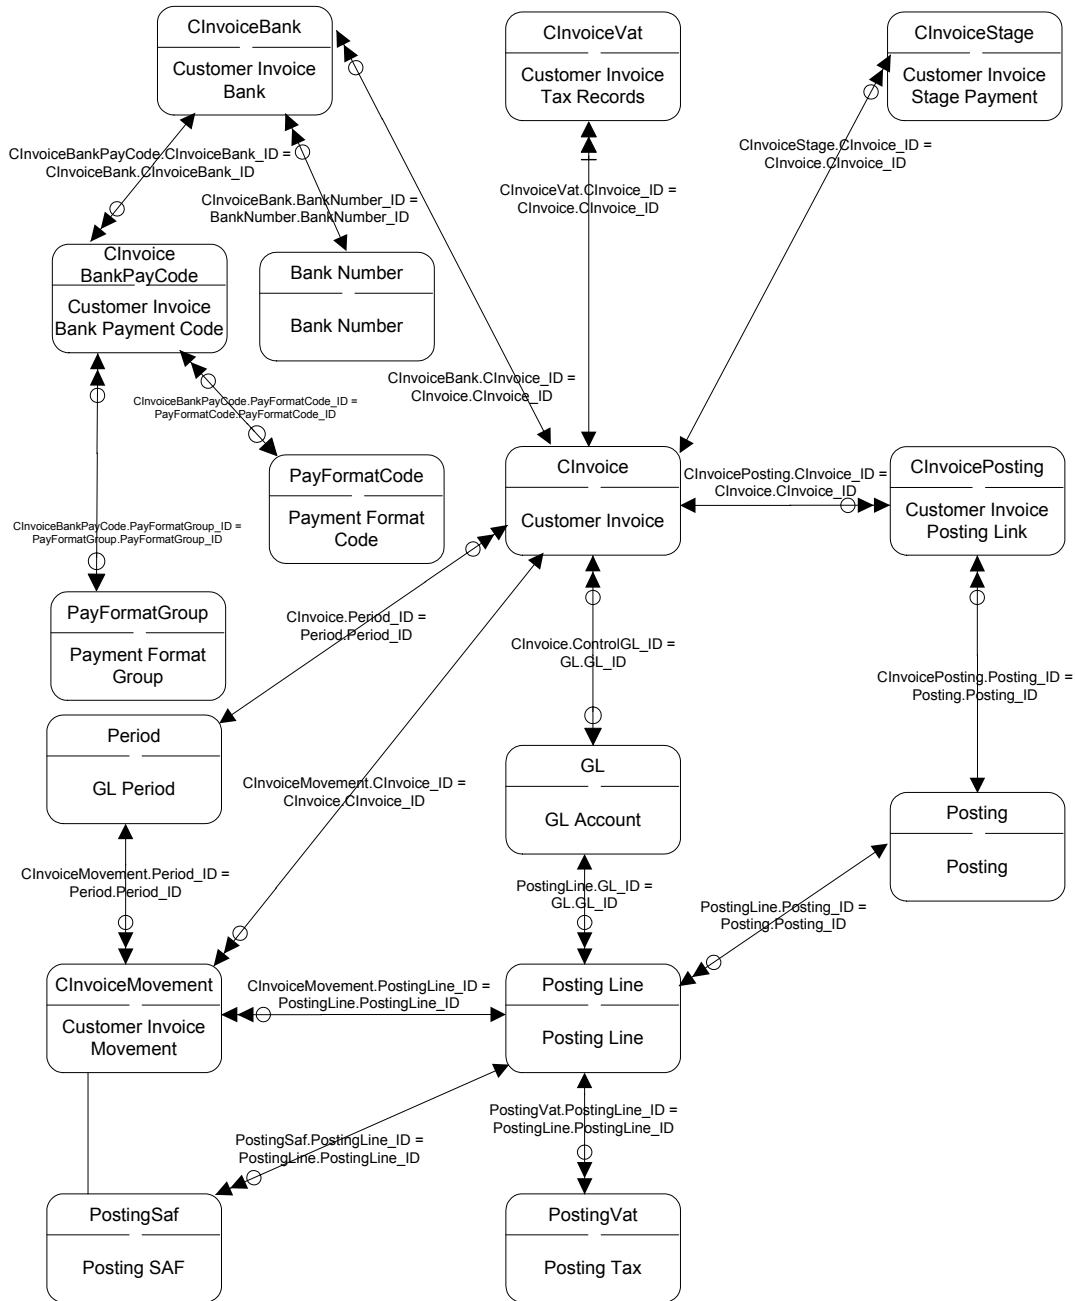 CInvoiceBank
Customer Invoice
Bank
CInvoiceVat
Customer Invoice
Tax Records
CInvoiceStage
Customer Invoice
Stage Payment
CInvoiceBankPayCode.CInvoiceBank_ID =
CInvoiceBank.CInvoiceBank_ID
CInvoiceBank.BankNumber_ID =
BankNumber.BankNumber_ID
CInvoiceVat.CInvoice_ID =
CInvoice.CInvoice_ID
CInvoiceStage.CInvoice_ID =
CInvoice.CInvoice_ID
CInvoice
BankPayCode
Customer Invoice
Bank Payment Code
Bank Number
Bank Number
CInvoiceBank.CInvoice_ID =
CInvoice.CInvoice_ID
CInvoiceBankPayCode.PayFormatCode_ID =
PayFormatCode.PayFormatCode_ID
PayFormatCode
Payment Format
Code
CInvoice
Customer Invoice
CInvoicePosting.CInvoice_ID =
CInvoice.CInvoice_ID
CInvoicePosting
Customer Invoice
Posting Link
CInvoiceBankPayCode.PayFormatGroup_ID =
PayFormatGroup.PayFormatGroup_ID
PayFormatGroup
Payment Format
Group
CInvoice.Period_ID =
Period.Period_ID
CInvoice.ControlGL_ID =
GL.GL_ID
CInvoicePosting.Posting_ID =
Posting.Posting_ID
Period
GL Period
CInvoiceMovement.CInvoice_ID =
CInvoice.CInvoice_ID
GL
GL Account
Posting
Posting
CInvoiceMovement.Period_ID =
Period.Period_ID
PostingLine.GL_ID =
GL.GL_ID
PostingLine.Posting_ID =
Posting.Posting_ID
CInvoiceMovement
Customer Invoice
Movement
CInvoiceMovement.PostingLine_ID =
PostingLine.PostingLine_ID
Posting Line
Posting Line
PostingSaf.PostingLine_ID =
PostingLine.PostingLine_ID
PostingVat.PostingLine_ID =
PostingLine.PostingLine_ID
PostingSaf
Posting SAF
PostingVat
Posting Tax